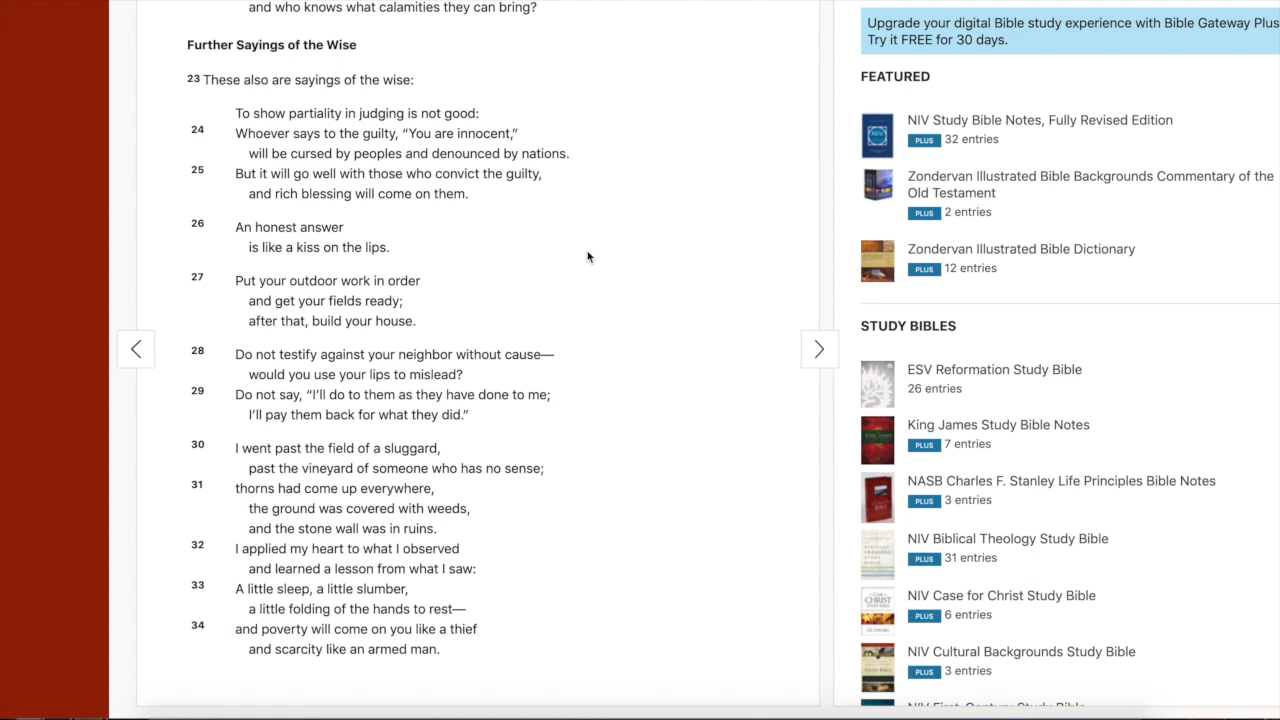 and who knows what calamities they can bring?
Further Sayings of the Wise
23 These also are sayings of the wise:
To show partiality in judging is not good:
24 Whoever says to the guilty, “You are innocent,”
will be cursed by peoples and denounced by nations.
25 But it will go well with those who convict the guilty,
and rich blessing will come on them.
26 An honest answer
is like a kiss on the lips.
27 Put your outdoor work in order
and get your fields ready;
after that, build your house.
28 Do not testify against your neighbor without cause—
would you use your lips to mislead?
29 Do not say, “I’ll do to them as they have done to me;
I’ll pay them back for what they did.”
30 I went past the field of a sluggard,
past the vineyard of someone who has no sense;
31 thorns had come up everywhere,
the ground was covered with weeds,
and the stone wall was in ruins.
32 I applied my heart to what I observed
and learned a lesson from what I saw:
33 A little sleep, a little slumber,
a little folding of the hands to rest—
34 and poverty will come on you like a thief
and scarcity like an armed man.
Upgrade your digital Bible study experience with Bible Gateway Plus
Try it FREE for 30 days.
FEATURED
NIV Study Bible Notes, Fully Revised Edition
PLUS 32 entries
Zondervan Illustrated Bible Backgrounds Commentary of the
Old Testament
PLUS 2 entries
Zondervan Illustrated Bible Dictionary
PLUS 12 entries
STUDY BIBLES
ESV Reformation Study Bible
26 entries
King James Study Bible Notes
PLUS 7 entries
NASB Charles F. Stanley Life Principles Bible Notes
PLUS 3 entries
NIV Biblical Theology Study Bible
PLUS 31 entries
NIV Case for Christ Study Bible
PLUS 6 entries
NIV Cultural Backgrounds Study Bible
PLUS 3 entries
NIV First-Century Study Bible